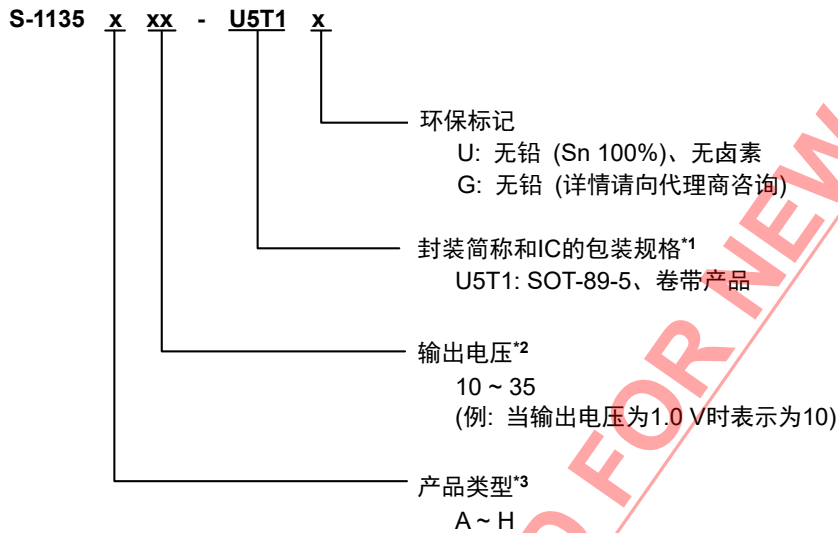 S-1135 x xx - U5T1 x
环保标记
U: 无铅 (Sn 100%)、无卤素
G: 无铅 (详情请向代理商咨询)
封装简称和IC的包装规格*1
U5T1: SOT-89-5、卷带产品
输出电压*2
10 ~ 35
(例: 当输出电压为1.0 V时表示为10)
产品类型*3
A ~ H
D FOR NEW